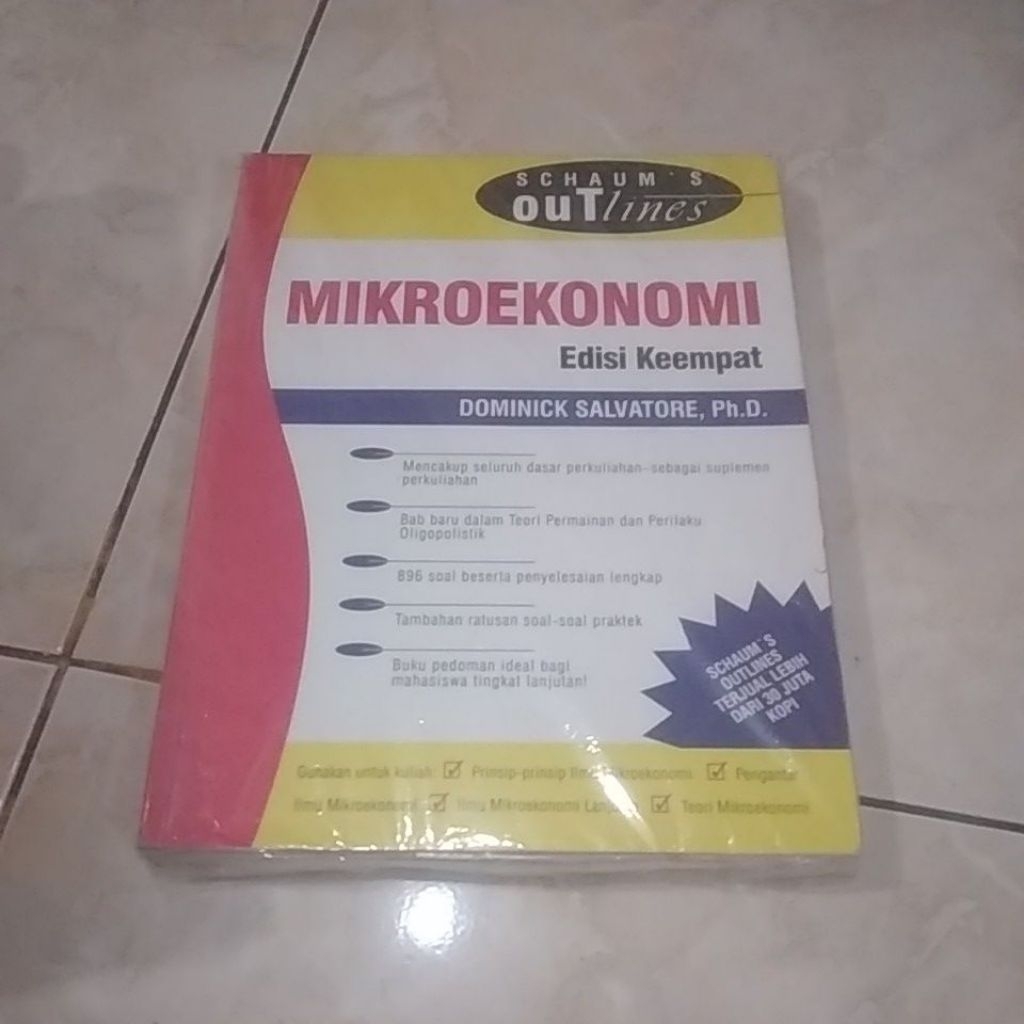 SCHAUM'S
ouTlines
MIKROEKONOMI
Edisi Keempat
DOMINICK SALVATORE, Ph.D.
Mencakup seluruh dasar perkuliahan-sebagai suplemen
perkuliahan
Bab baru dalam Teori Permainan dan Perilaku
Oligopolistik
896 soal beserta penyelesaian lengkap
Tambahan ratusan soal-soal praktek
Buku pedoman ideal bagi
mahasiswa tingkat lanjutan!
SCHAUM'S
OUTLINES
TERJUAL LEBIH
DARI 30 JUTA
KOPI
Gunakan untuk kuliah: ☑ Prinsip-prinsip Ilmu Mikroekonomi ☑ Pengantar
Ilmu Mikroekonomi ☑ Ilmu Mikroekonomi Lanjutan ☑ Teori Mikroekonomi